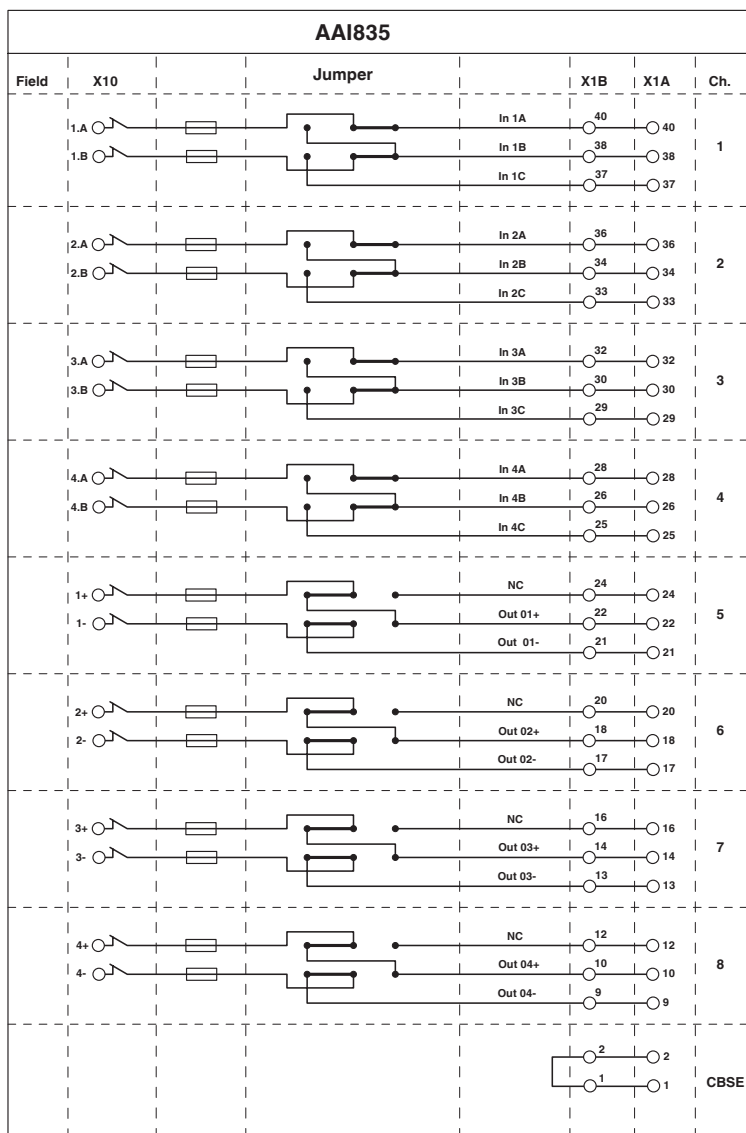 AAI835
Field X10 Jumper X1B X1A Ch.
1.A In 1A 40 40
1.B In 1B 38 38
In 1C 37 37
1
2.A In 2A 36 36
2.B In 2B 34 34
In 2C 33 33
2
3.A In 3A 32 32
3.B In 3B 30 30
In 3C 29 29
3
4.A In 4A 28 28
4.B In 4B 26 26
In 4C 25 25
4
1+ NC 24 24
1- Out 01+ 22 22
Out 01- 21 21
5
2+ NC 20 20
2- Out 02+ 18 18
Out 02- 17 17
6
3+ NC 16 16
3- Out 03+ 14 14
Out 03- 13 13
7
4+ NC 12 12
4- Out 04+ 10 10
Out 04- 9 9
8
2 2
1 1
CBSE